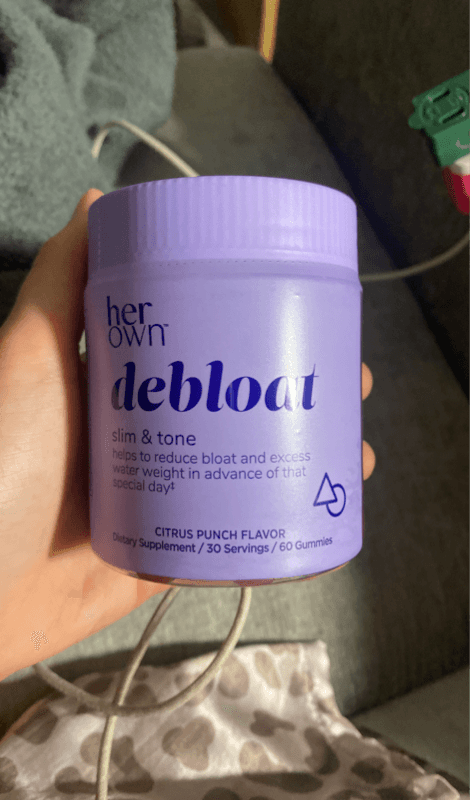 her
own™
debloat
slim & tone
helps to reduce bloat and excess
water weight in advance of that
special day‡
CITRUS PUNCH FLAVOR
Dietary Supplement / 30 Servings / 60 Gummies